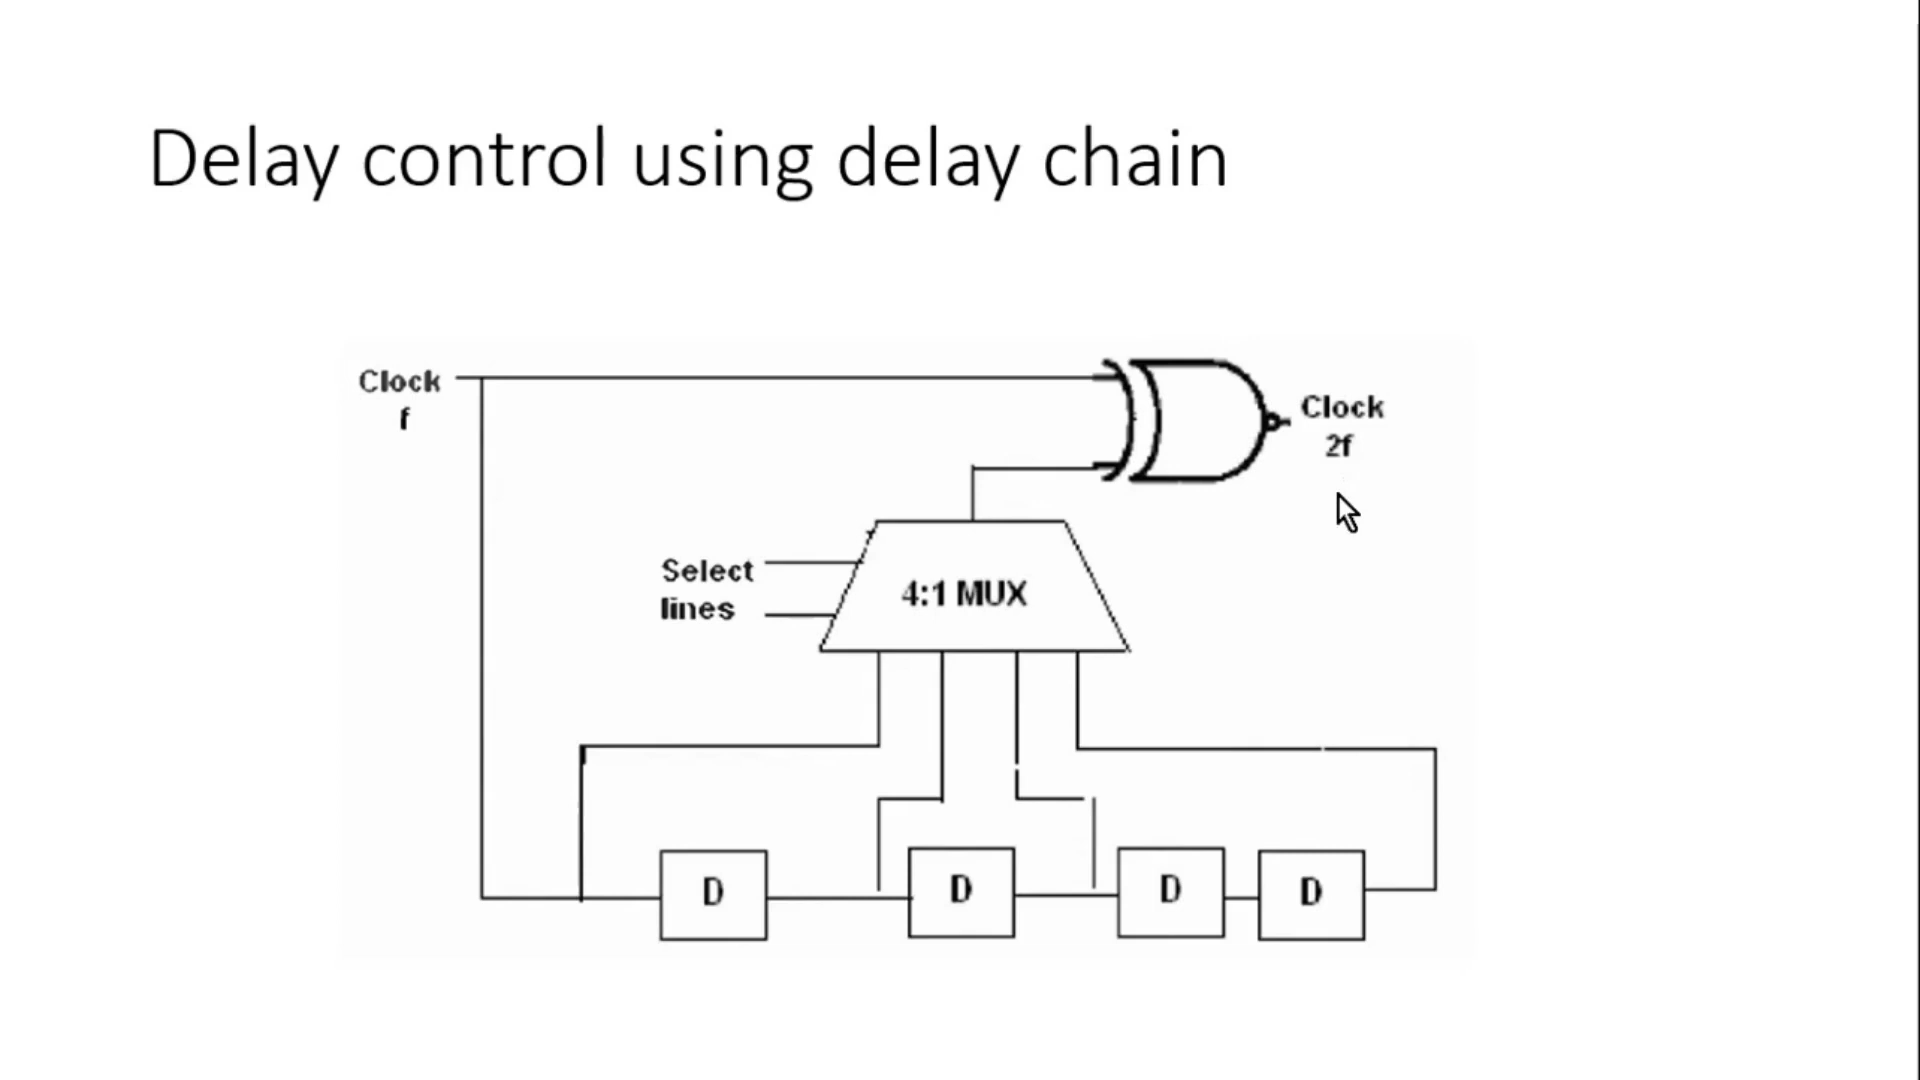 Delay control using delay chain
Clock
f
Clock
2f
Select
lines
4:1 MUX
D
D
D
D